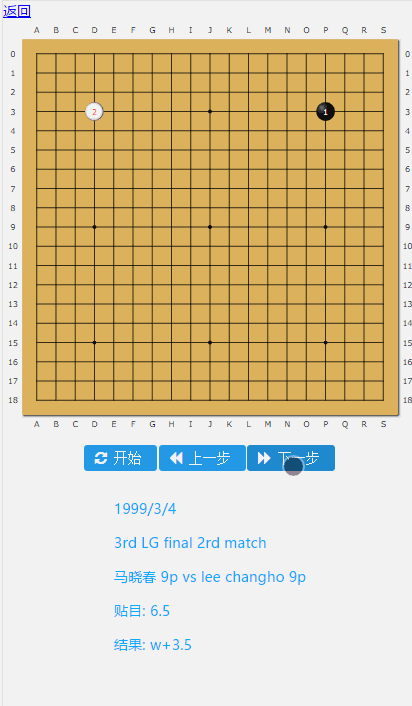 返回
A B C D E F G H I J K L M N O P Q R S
0 0
1 1
2 2
3 2 1 3
4 4
5 5
6 6
7 7
8 8
9 9
10 10
11 11
12 12
13 13
14 14
15 15
16 16
17 17
18 18
A B C D E F G H I J K L M N O P Q R S
开始 上一步 下一步
1999/3/4
3rd LG final 2rd match
马晓春 9p vs lee changho 9p
贴目: 6.5
结果: w+3.5